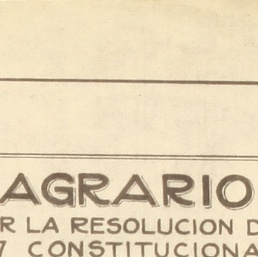 AGRARIO
R LA RESOLUCION D
7 CONSTITUCIONA